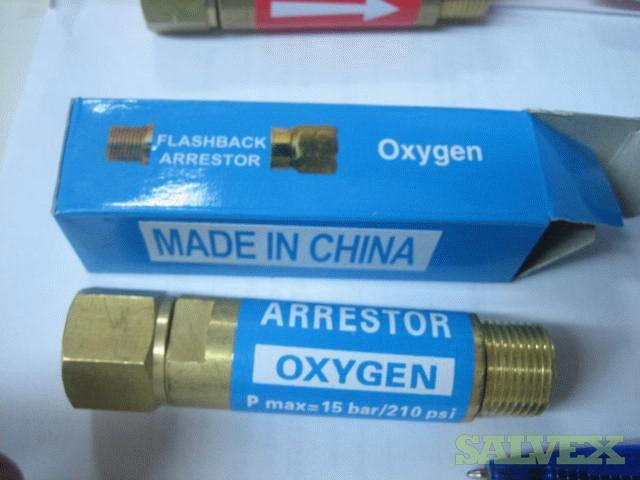 FLASHBACK
ARRESTOR
Oxygen
MADE IN CHINA
ARRESTOR
OXYGEN
P max=15 bar/210 psi
SALVEX